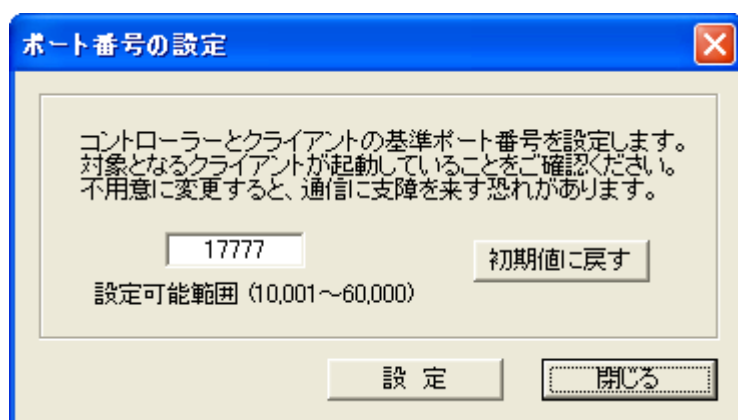 ポート番号の設定
コントローラーとクライアントの基準ポート番号を設定します。
対象となるクライアントが起動していることをご確認ください。
不用意に変更すると、通信に支障を来す恐れがあります。
17777
初期値に戻す
設定可能範囲 (10,001～60,000)
設 定
閉じる